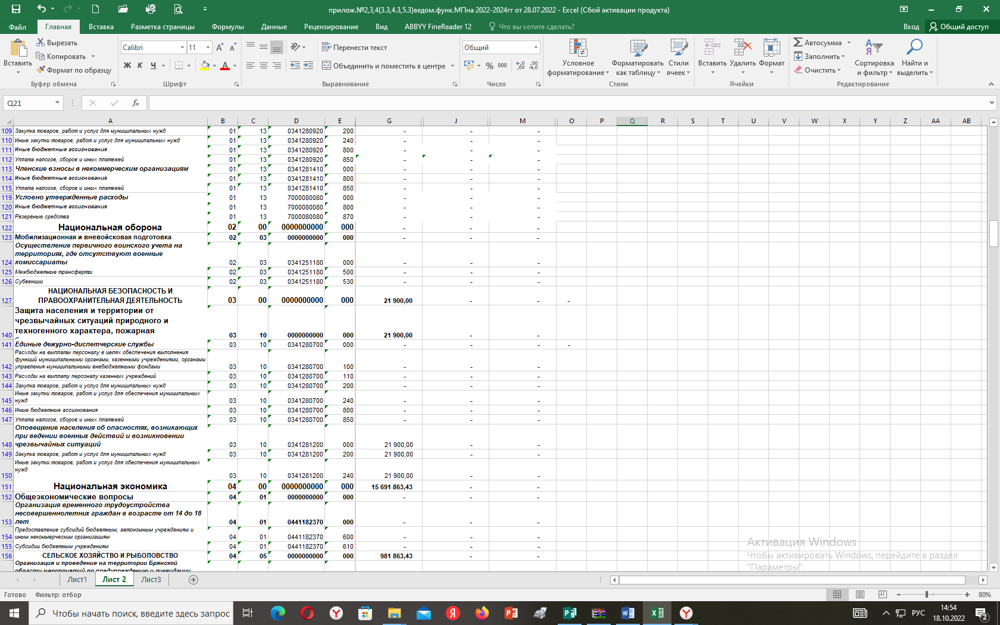 прилож.№2,3,4(3.3,4.3,5.3)ведом.функ.МПна 2022-2024гг от 28.07.2022 - Excel (Сбой активации продукта)
Файл Главная Вставка Разметка страницы Формулы Данные Рецензирование Вид ABBYY FineReader 12 Что вы хотите сделать? Вход Общий доступ
Вставить Вырезать Копировать Формат по образцу
Calibri 11
Ж К Ч
Перенести текст
Объединить и поместить в центре
Общий
% 000
Условное форматирование Форматировать как таблицу Стили ячеек
Вставить Удалить Формат
Автосумма
Заполнить
Очистить
Сортировка и фильтр Найти и выделить
Буфер обмена Шрифт Выравнивание Число Стили Ячейки Редактирование
Q21 fx
A B C D E G J M O P Q R S T U V W X Y Z AA AB
109 Закупка товаров, работ и услуг для муниципальных нужд 01 13 0341280920 200 - - -
110 Иные закупки товаров, работ и услуг для муниципальных нужд 01 13 0341280920 240 - - -
111 Иные бюджетные ассигнования 01 13 0341280920 800 - - -
112 Уплата налогов, сборов и иных платежей 01 13 0341280920 850 - - -
113 Членские взносы в некоммерческим организациям 01 13 0341281410 000 - - -
114 Иные бюджетные ассигнования 01 13 0341281410 800 - - -
115 Уплата налогов, сборов и иных платежей 01 13 0341281410 850 - - -
119 Условно утвержденные расходы 01 13 7000080080 000 - - -
120 Иные бюджетные ассигнования 01 13 7000080080 800 - - -
121 Резервные средства 01 13 7000080080 870 - - -
122 Национальная оборона 02 00 0000000000 000 - - -
123 Мобилизационная и вневойсковая подготовка 02 03 0000000000 000 - - -
Осуществление первичного воинского учета на
территориях, где отсутствуют военные
124 комиссариаты 02 03 0341251180 000 - - -
125 Межбюджетные трансферты 02 03 0341251180 500 - - -
126 Субвенции 02 03 0341251180 530 - - -
НАЦИОНАЛЬНАЯ БЕЗОПАСНОСТЬ И
127 ПРАВООХРАНИТЕЛЬНАЯ ДЕЯТЕЛЬНОСТЬ 03 00 0000000000 000 21 900,00 - - -
Защита населения и территории от
чрезвычайных ситуаций природного и
техногенного характера, пожарная
140 03 10 0000000000 000 21 900,00 - -
141 Единые дежурно-диспетчерские службы 03 10 0341280700 000 - - - -
Расходы на выплаты персоналу в целях обеспечения выполнения
функций муниципальными органами, казенными учреждениями, органами
142 управления муниципальными внебюджетными фондами 03 10 0341280700 100 - - -
143 Расходы на выплату персоналу казенных учреждений 03 10 0341280700 110 - - -
144 Закупка товаров, работ и услуг для муниципальных нужд 03 10 0341280700 200 - - -
Иные закупки товаров, работ и услуг для обеспечения муниципальных
145 нужд 03 10 0341280700 240 - - -
146 Иные бюджетные ассигнования 03 10 0341280700 800 - - -
147 Уплата налогов, сборов и иных платежей 03 10 0341280700 850 - - -
Оповещение населения об опасностях, возникающих
при ведении военных действий и возникновении
148 чрезвычайных ситуаций 03 10 0341281200 000 21 900,00 - -
149 Закупка товаров, работ и услуг для муниципальных нужд 03 10 0341281200 200 21 900,00 - -
Иные закупки товаров, работ и услуг для обеспечения муниципальных
нужд
150 03 10 0341281200 240 21 900,00 - -
151 Национальная экономика 04 00 0000000000 000 15 691 863,43 - -
152 Общеэкономические вопросы 04 01 0000000000 000 - - -
Организация временного трудоустройства
несовершеннолетних граждан в возрасте от 14 до 18
153 лет 04 01 0441182370 000 - - -
Предоставление субсидий бюджетным, автономным учреждениям и
154 иным некоммерческим организациям 04 01 0441182370 600 - - -
155 Субсидии бюджетным учреждениям 04 01 0441182370 610 - - -
156 СЕЛЬСКОЕ ХОЗЯЙСТВО И РЫБОЛОВСТВО 04 05 0000000000 000 981 863,43 - -
Организация и проведение на территории Брянской
области мероприятий по предупреждению и ликвидации
Активация Windows
Чтобы активировать Windows, перейдите в раздел
"Параметры".
Лист1 Лист 2 Лист3
Готово Фильтр: отбор 80%
Чтобы начать поиск, введите здесь запрос
РУС 14:54
18.10.2022 2